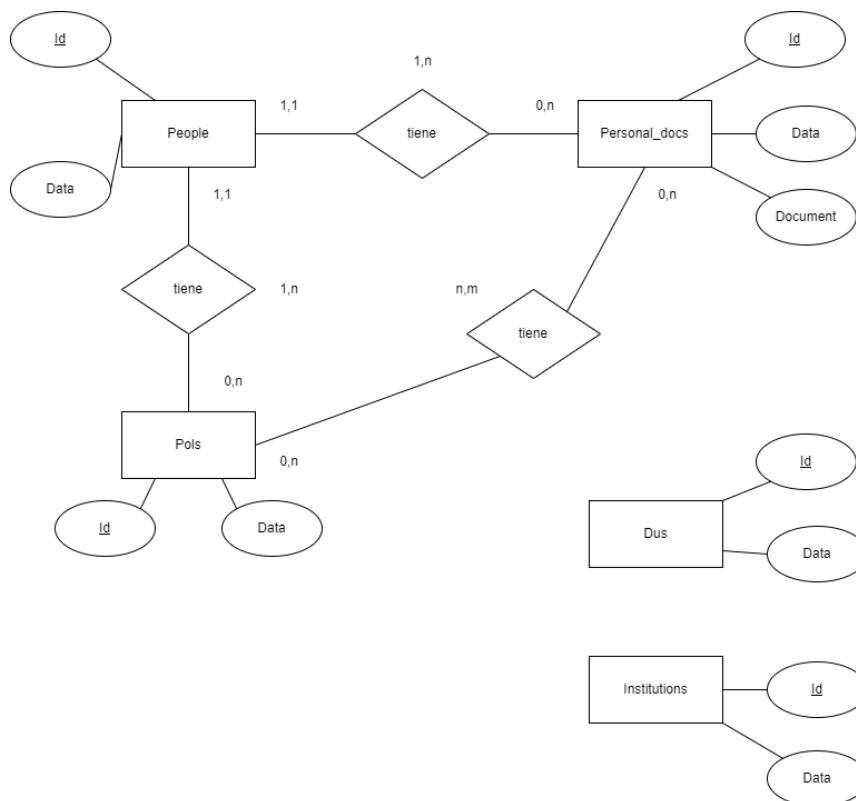 Id
Id
1,n
1,1
0,n
People
tiene
Personal_docs
Data
Data
1,1
0,n
Document
tiene
1,n
n,m
tiene
0,n
Pols
0,n
Id
Id
Data
Dus
Data
Institutions
Id
Data